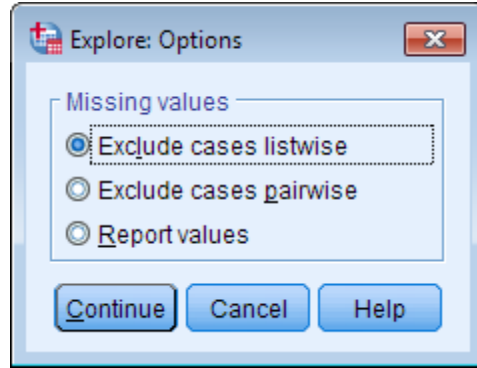 Explore: Options
Missing values
Exclude cases listwise
Exclude cases pairwise
Report values
Continue Cancel Help